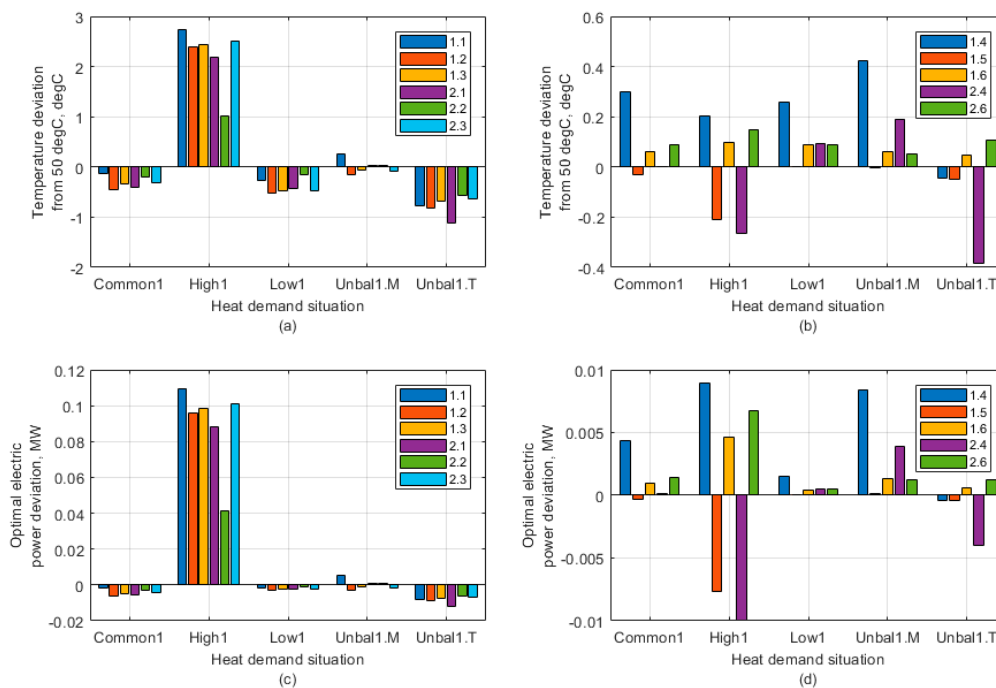 3
2
1
0
-1
-2
Temperature deviation
from 50 degC, degC
1.1
1.2
1.3
2.1
2.2
2.3
Common1 High1 Low1 Unbal1.M Unbal1.T
Heat demand situation
(a)
0.6
0.4
0.2
0
-0.2
-0.4
Temperature deviation
from 50 degC, degC
1.4
1.5
1.6
2.4
2.6
Common1 High1 Low1 Unbal1.M Unbal1.T
Heat demand situation
(b)
0.12
0.1
0.08
0.06
0.04
0.02
0
-0.02
Optimal electric
power deviation, MW
1.1
1.2
1.3
2.1
2.2
2.3
Common1 High1 Low1 Unbal1.M Unbal1.T
Heat demand situation
(c)
0.01
0.005
0
-0.005
-0.01
Optimal electric
power deviation, MW
1.4
1.5
1.6
2.4
2.6
Common1 High1 Low1 Unbal1.M Unbal1.T
Heat demand situation
(d)